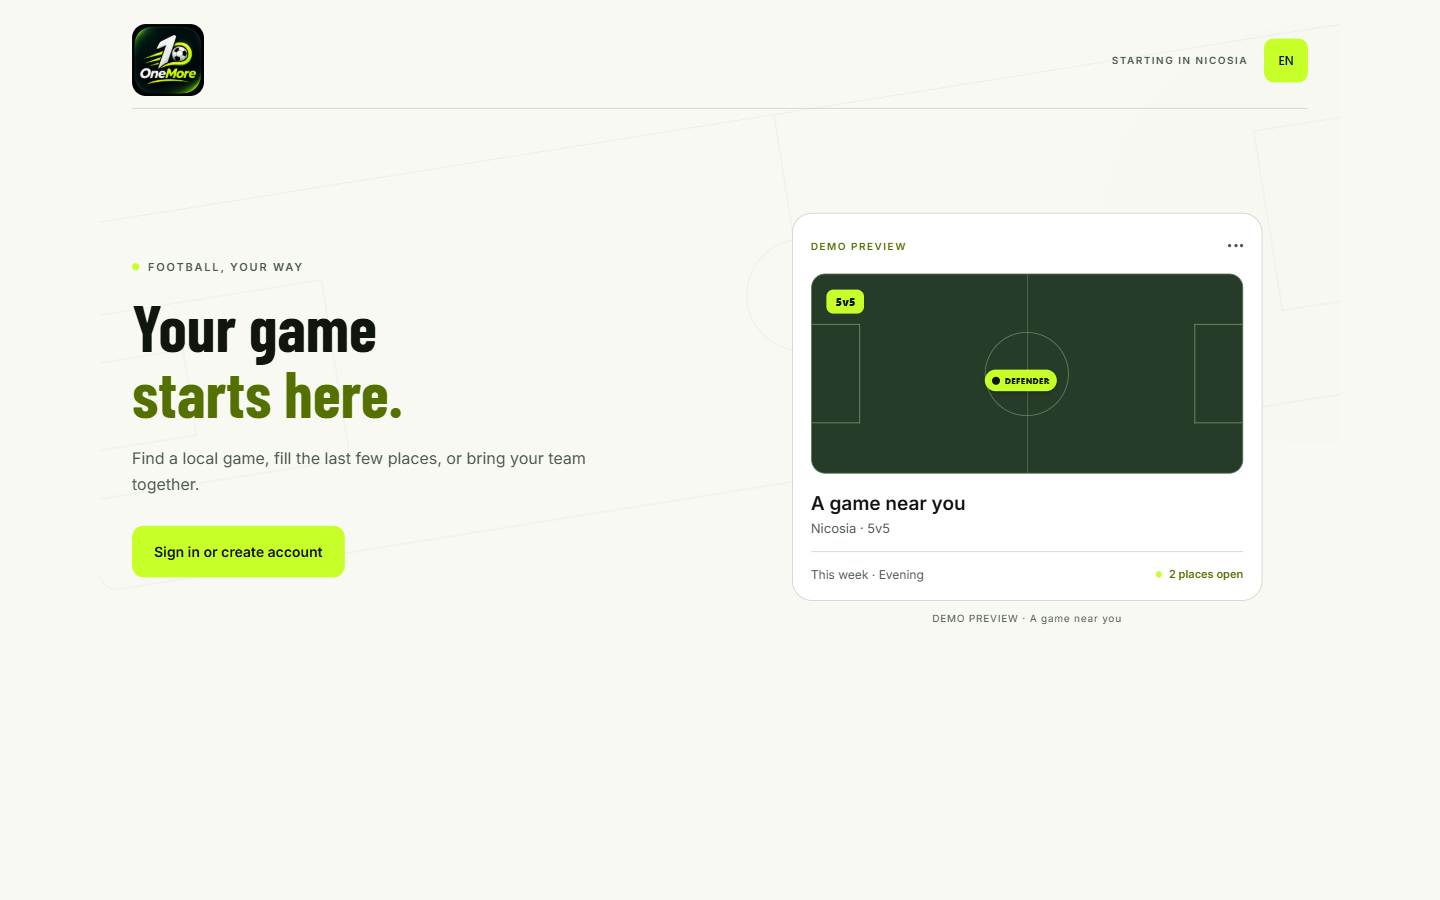 OneMore
STARTING IN NICOSIA
EN
FOOTBALL, YOUR WAY
Your game
starts here.
Find a local game, fill the last few places, or bring your team
together.
Sign in or create account
DEMO PREVIEW
5v5
DEFENDER
A game near you
Nicosia · 5v5
This week · Evening
2 places open
DEMO PREVIEW · A game near you